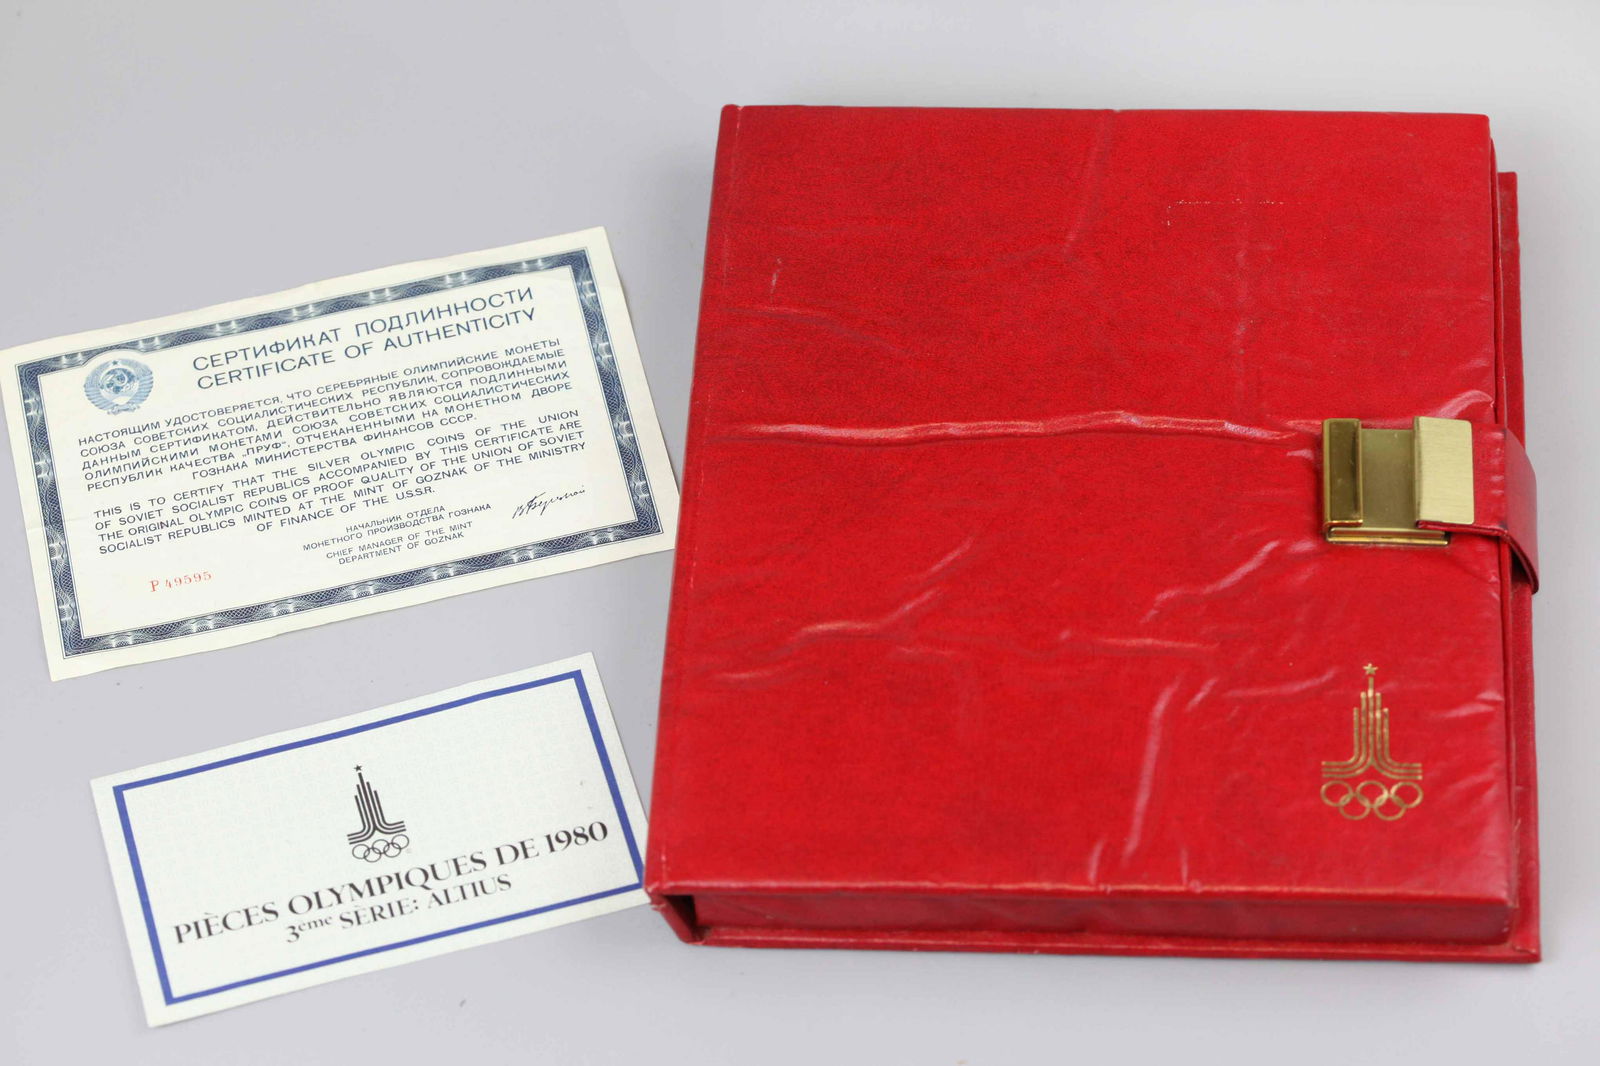 СЕРТИФИКАТ ПОДЛИННОСТИ
CERTIFICATE OF AUTHENTICITY
НАСТОЯЩИМ УДОСТОВЕРЯЕТСЯ, ЧТО СЕРЕБРЯНЫЕ ОЛИМПИЙСКИЕ МОНЕТЫ
СОЮЗА СОВЕТСКИХ СОЦИАЛИСТИЧЕСКИХ РЕСПУБЛИК, СОПРОВОЖДАЕМЫЕ
ДАННЫМ СЕРТИФИКАТОМ, ДЕЙСТВИТЕЛЬНО ЯВЛЯЮТСЯ ПОДЛИННЫМИ
ОЛИМПИЙСКИМИ МОНЕТАМИ СОЮЗА СОВЕТСКИХ СОЦИАЛИСТИЧЕСКИХ
РЕСПУБЛИК КАЧЕСТВА „ПРУФ“, ОТЧЕКАНЕННЫМИ НА МОНЕТНОМ ДВОРЕ
ГОЗНАКА МИНИСТЕРСТВА ФИНАНСОВ СССР.
THIS IS TO CERTIFY THAT THE SILVER OLYMPIC COINS OF THE UNION
OF SOVIET SOCIALIST REPUBLICS ACCOMPANIED BY THIS CERTIFICATE ARE
THE ORIGINAL OLYMPIC COINS OF PROOF QUALITY OF THE UNION OF SOVIET
SOCIALIST REPUBLICS MINTED AT THE MINT OF GOZNAK OF THE MINISTRY
OF FINANCE OF THE U.S.S.R.
НАЧАЛЬНИК ОТДЕЛА
МОНЕТНОГО ПРОИЗВОДСТВА ГОЗНАКА
CHIEF MANAGER OF THE MINT
DEPARTMENT OF GOZNAK
P 49595
PIÈCES OLYMPIQUES DE 1980
3eme SÈRIE: ALTIUS